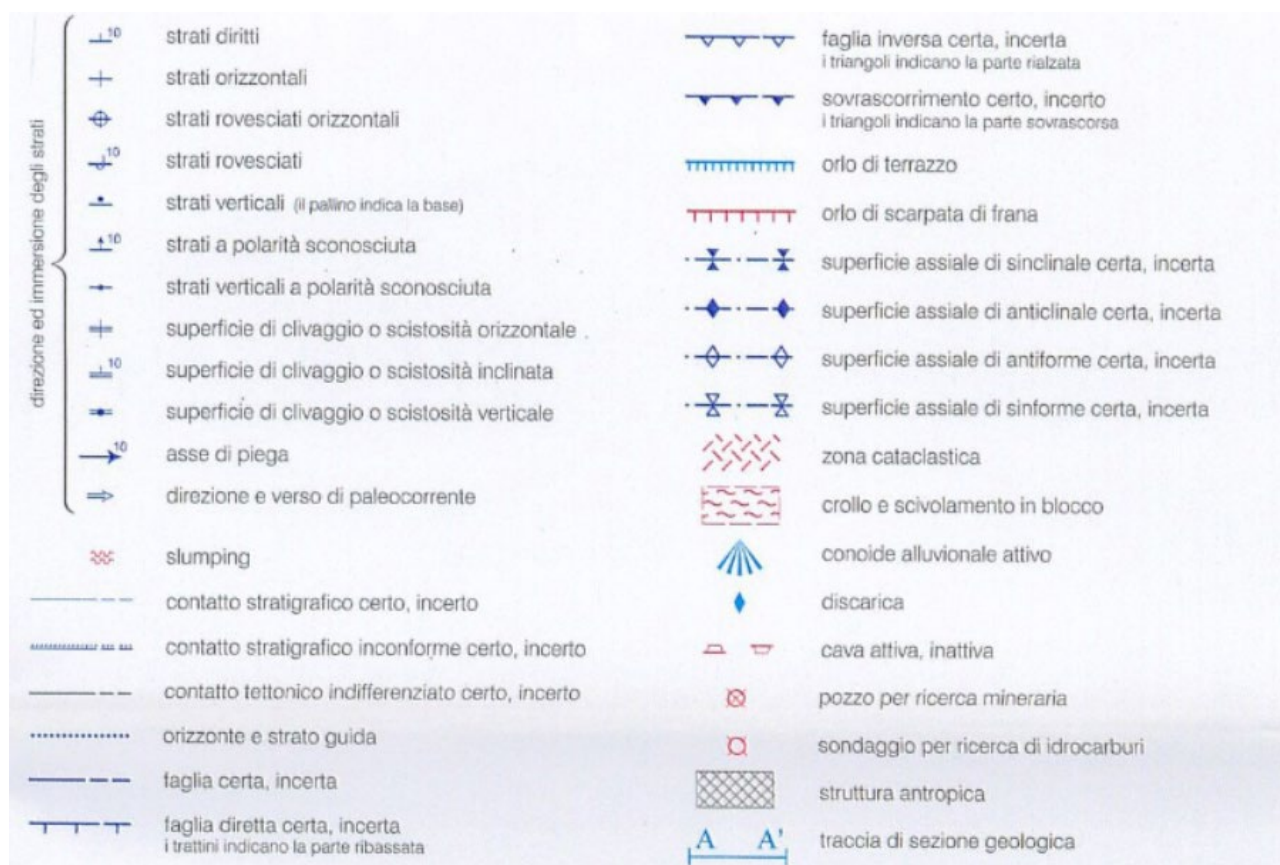 direzione ed immersione degli strati
10 strati diritti
strati orizzontali
strati rovesciati orizzontali
10 strati rovesciati
strati verticali (il pallino indica la base)
10 strati a polarità sconosciuta
strati verticali a polarità sconosciuta
superficie di clivaggio o scistosità orizzontale
10 superficie di clivaggio o scistosità inclinata
superficie di clivaggio o scistosità verticale
10 asse di piega
direzione e verso di paleocorrente
slumping
contatto stratigrafico certo, incerto
contatto stratigrafico inconforme certo, incerto
contatto tettonico indifferenziato certo, incerto
orizzonte e strato guida
faglia certa, incerta
faglia diretta certa, incerta
i trattini indicano la parte ribassata
faglia inversa certa, incerta
i triangoli indicano la parte rialzata
sovrascorrimento certo, incerto
i triangoli indicano la parte sovrascorsa
orlo di terrazzo
orlo di scarpata di frana
superficie assiale di sinclinale certa, incerta
superficie assiale di anticlinale certa, incerta
superficie assiale di antiforme certa, incerta
superficie assiale di sinforme certa, incerta
zona cataclastica
crollo e scivolamento in blocco
conoide alluvionale attivo
discarica
cava attiva, inattiva
pozzo per ricerca mineraria
sondaggio per ricerca di idrocarburi
struttura antropica
A A' traccia di sezione geologica